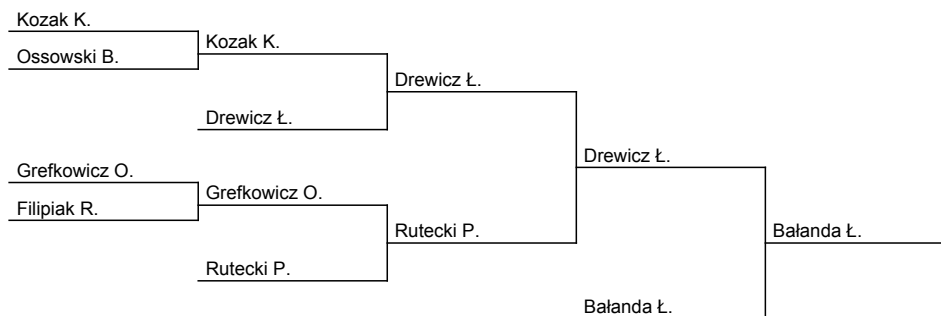 Kozak K.
Ossowski B.
Kozak K.
Drewicz Ł.
Drewicz Ł.
Grefkowicz O.
Filipiak R.
Grefkowicz O.
Rutecki P.
Rutecki P.
Drewicz Ł.
Bałanda Ł.
Bałanda Ł.